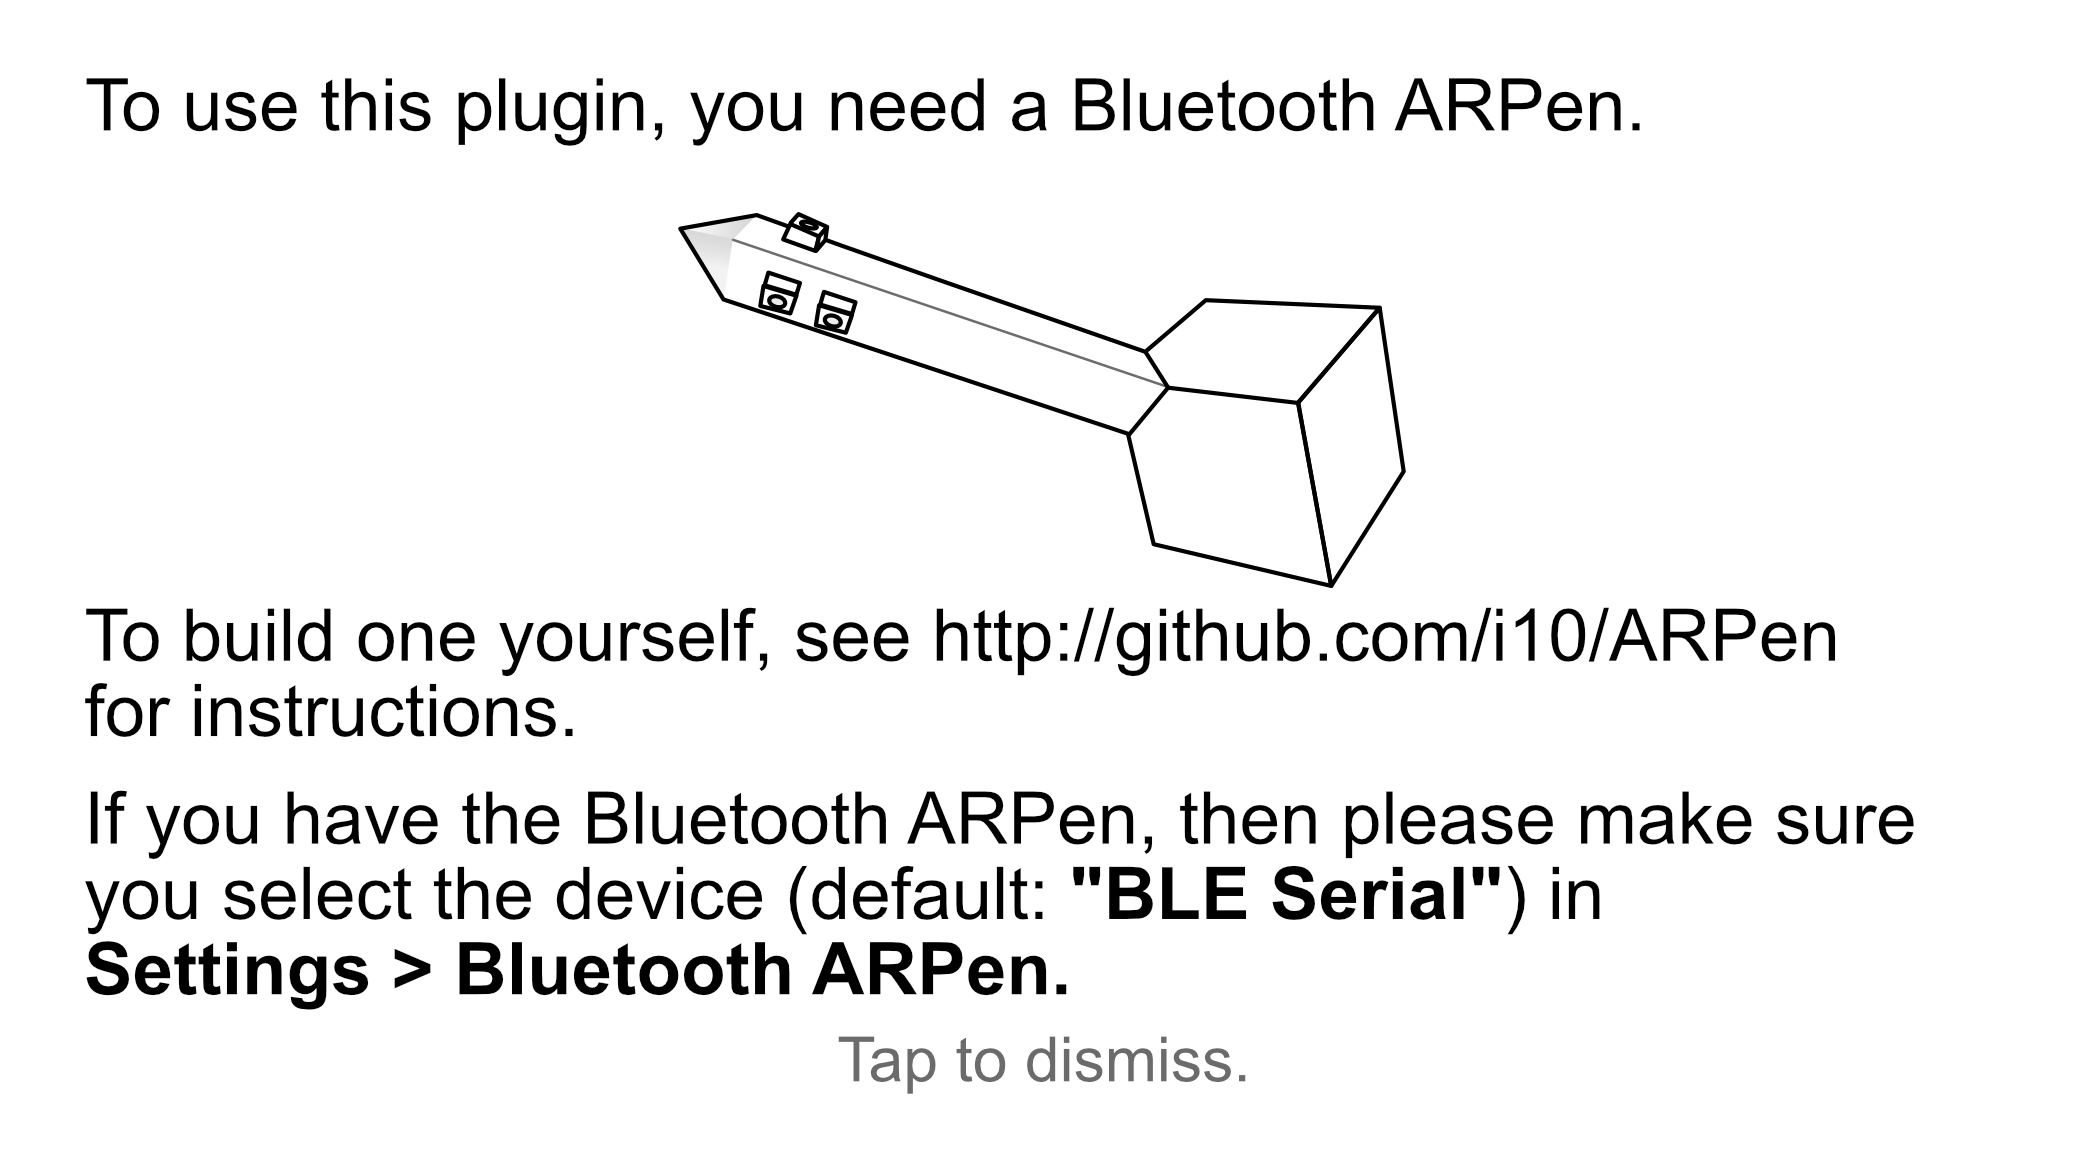 To use this plugin, you need a Bluetooth ARPen.
To build one yourself, see http://github.com/i10/ARPen
for instructions.
If you have the Bluetooth ARPen, then please make sure
you select the device (default: "BLE Serial") in
Settings > Bluetooth ARPen.
Tap to dismiss.